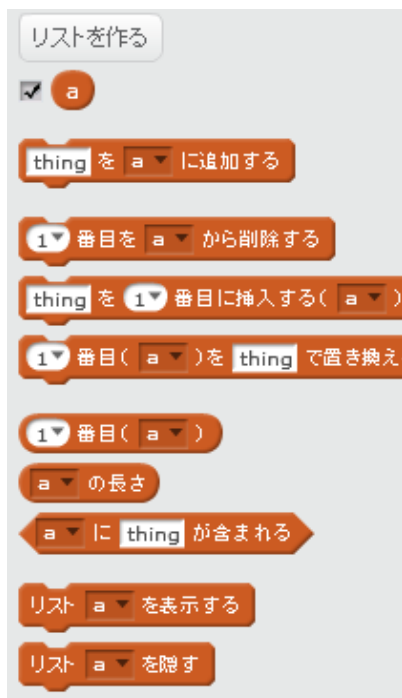 リストを作る
a
thing を a に追加する
1 番目を a から削除する
thing を 1 番目に挿入する( a )
1 番目( a )を thing で置き換え
1 番目( a )
a の長さ
a に thing が含まれる
リスト a を表示する
リスト a を隠す